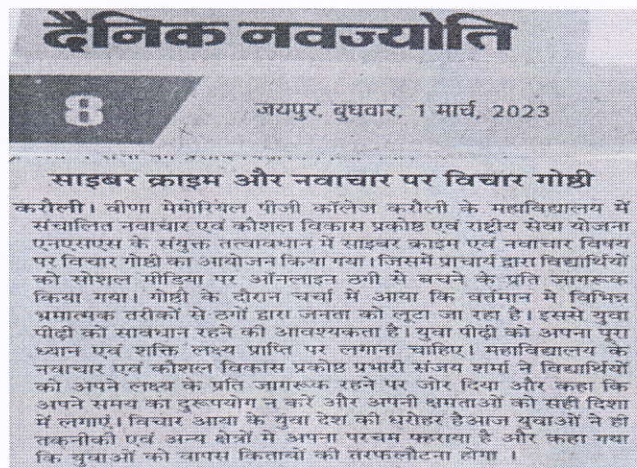 दैनिक नवज्योति
8
जयपुर, बुधवार, 1 मार्च, 2023
साइबर क्राइम और नवाचार पर विचार गोष्ठी
करौली। वीणा मेमोरियल पीजी कॉलेज करौली के महाविद्यालय में
संचालित नवाचार एवं कौशल विकास प्रकोष्ठ एवं राष्ट्रीय सेवा योजना
एनएसएस के संयुक्त तत्वावधान में साइबर क्राइम एवं नवाचार विषय
पर विचार गोष्ठी का आयोजन किया गया। जिसमें प्राचार्य द्वारा विद्यार्थियों
को सोशल मीडिया पर ऑनलाइन ठगी से बचने के प्रति जागरूक
किया गया। गोष्ठी के दौरान चर्चा में आया कि वर्तमान में विभिन्न
भ्रमात्मक तरीकों से ठगों द्वारा जनता को लूटा जा रहा है। इससे युवा
पीढ़ी को सावधान रहने की आवश्यकता है। युवा पीढ़ी को अपना पूरा
ध्यान एवं शक्ति लक्ष्य प्राप्ति पर लगाना चाहिए। महाविद्यालय के
नवाचार एवं कौशल विकास प्रकोष्ठ प्रभारी संजय शर्मा ने विद्यार्थियों
को अपने लक्ष्य के प्रति जागरूक रहने पर जोर दिया और कहा कि
अपने समय का दुरूपयोग न करें और अपनी क्षमताओं को सही दिशा
में लगाएं। विचार आया के युवा देश की धरोहर हैआज युवाओं ने ही
तकनीकी एवं अन्य क्षेत्रों में अपना परचम फहराया है और कहा गया
कि युवाओं को वापस किताबों की तरफलौटना होगा ।